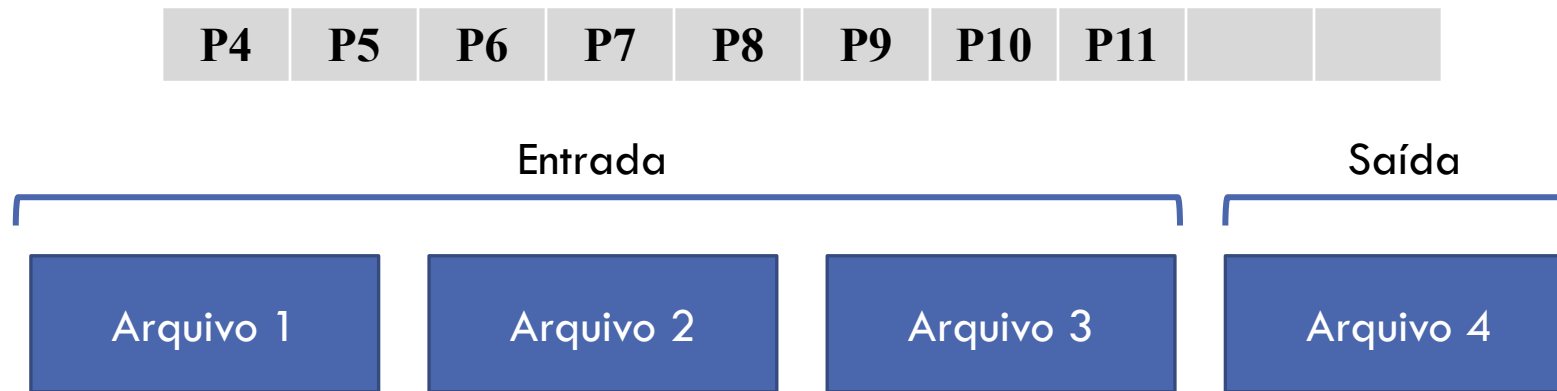 P4 P5 P6 P7 P8 P9 P10 P11
Entrada Saída
Arquivo 1 Arquivo 2 Arquivo 3 Arquivo 4